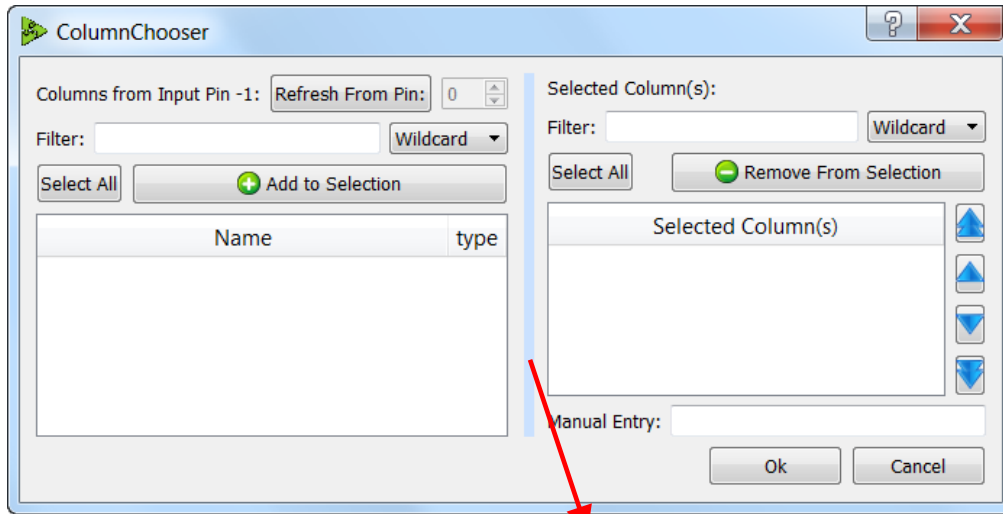 ColumnChooser
Columns from Input Pin -1: Refresh From Pin: 0
Filter: Wildcard
Select All Add to Selection
Name type
Selected Column(s):
Filter: Wildcard
Select All Remove From Selection
Selected Column(s)
Manual Entry:
Ok Cancel